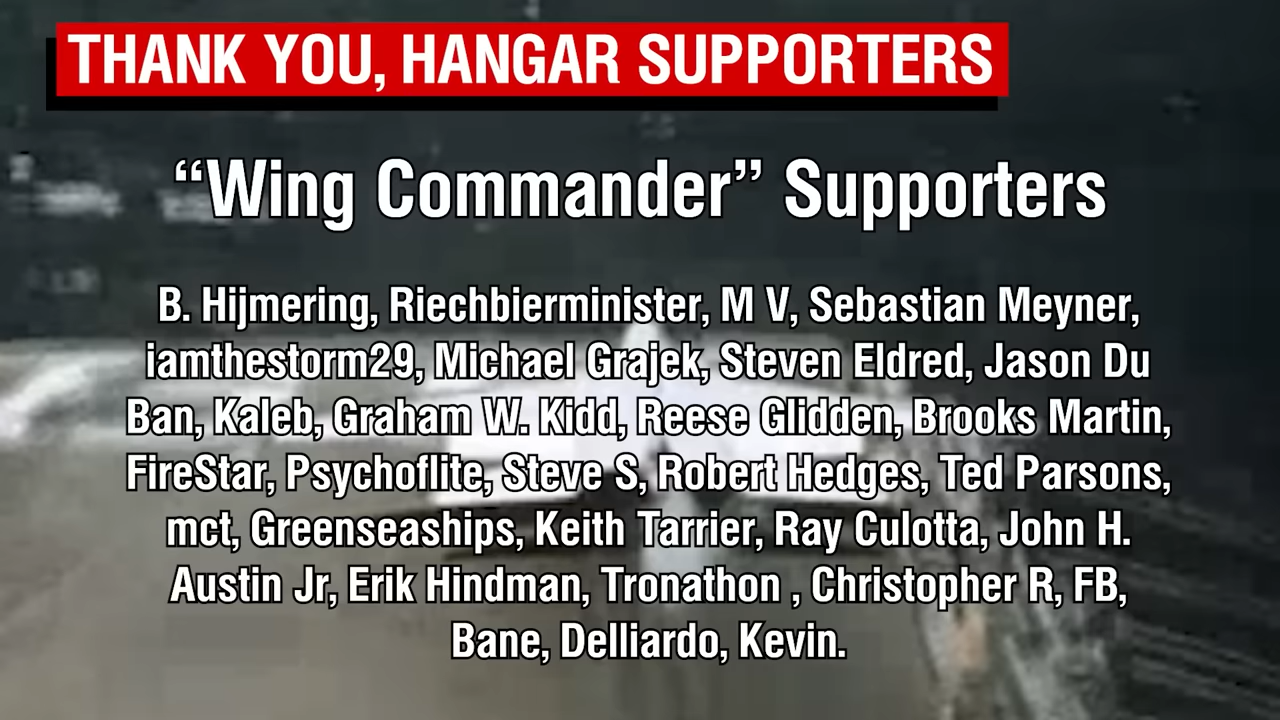 THANK YOU, HANGAR SUPPORTERS
“Wing Commander” Supporters
B. Hijmering, Riechbierminister, M V, Sebastian Meyner,
iamthestorm29, Michael Grajek, Steven Eldred, Jason Du
Ban, Kaleb, Graham W. Kidd, Reese Glidden, Brooks Martin,
FireStar, Psychoflite, Steve S, Robert Hedges, Ted Parsons,
mct, Greenseaships, Keith Tarrier, Ray Culotta, John H.
Austin Jr, Erik Hindman, Tronathon , Christopher R, FB,
Bane, Delliardo, Kevin.